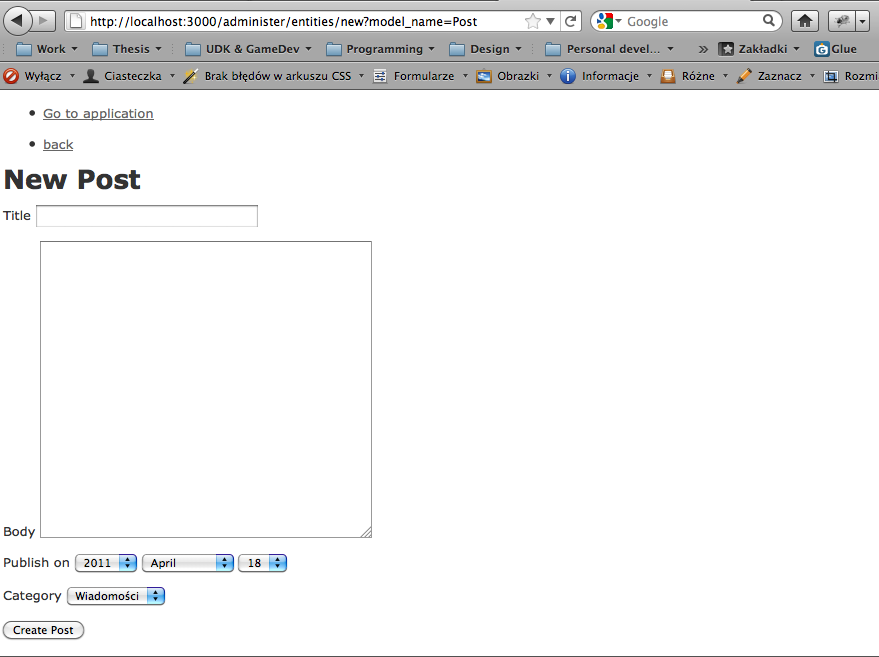 http://localhost:3000/administer/entities/new?model_name=Post Google
Work Thesis UDK & GameDev Programming Design Personal devel... » Zakładki Glue
Wyłącz Ciasteczka Brak błędów w arkuszu CSS Formularze Obrazki Informacje Różne Zaznacz Rozmi
Go to application
back
New Post
Title
Body
Publish on 2011 April 18
Category Wiadomości
Create Post